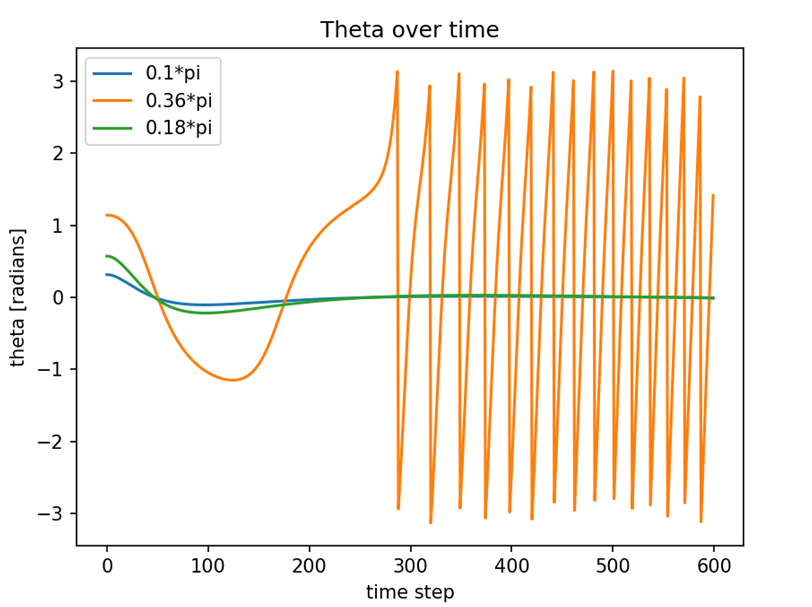 Theta over time
0.1*pi
0.36*pi
0.18*pi
3
2
1
0
−1
−2
−3
theta [radians]
0 100 200 300 400 500 600
time step